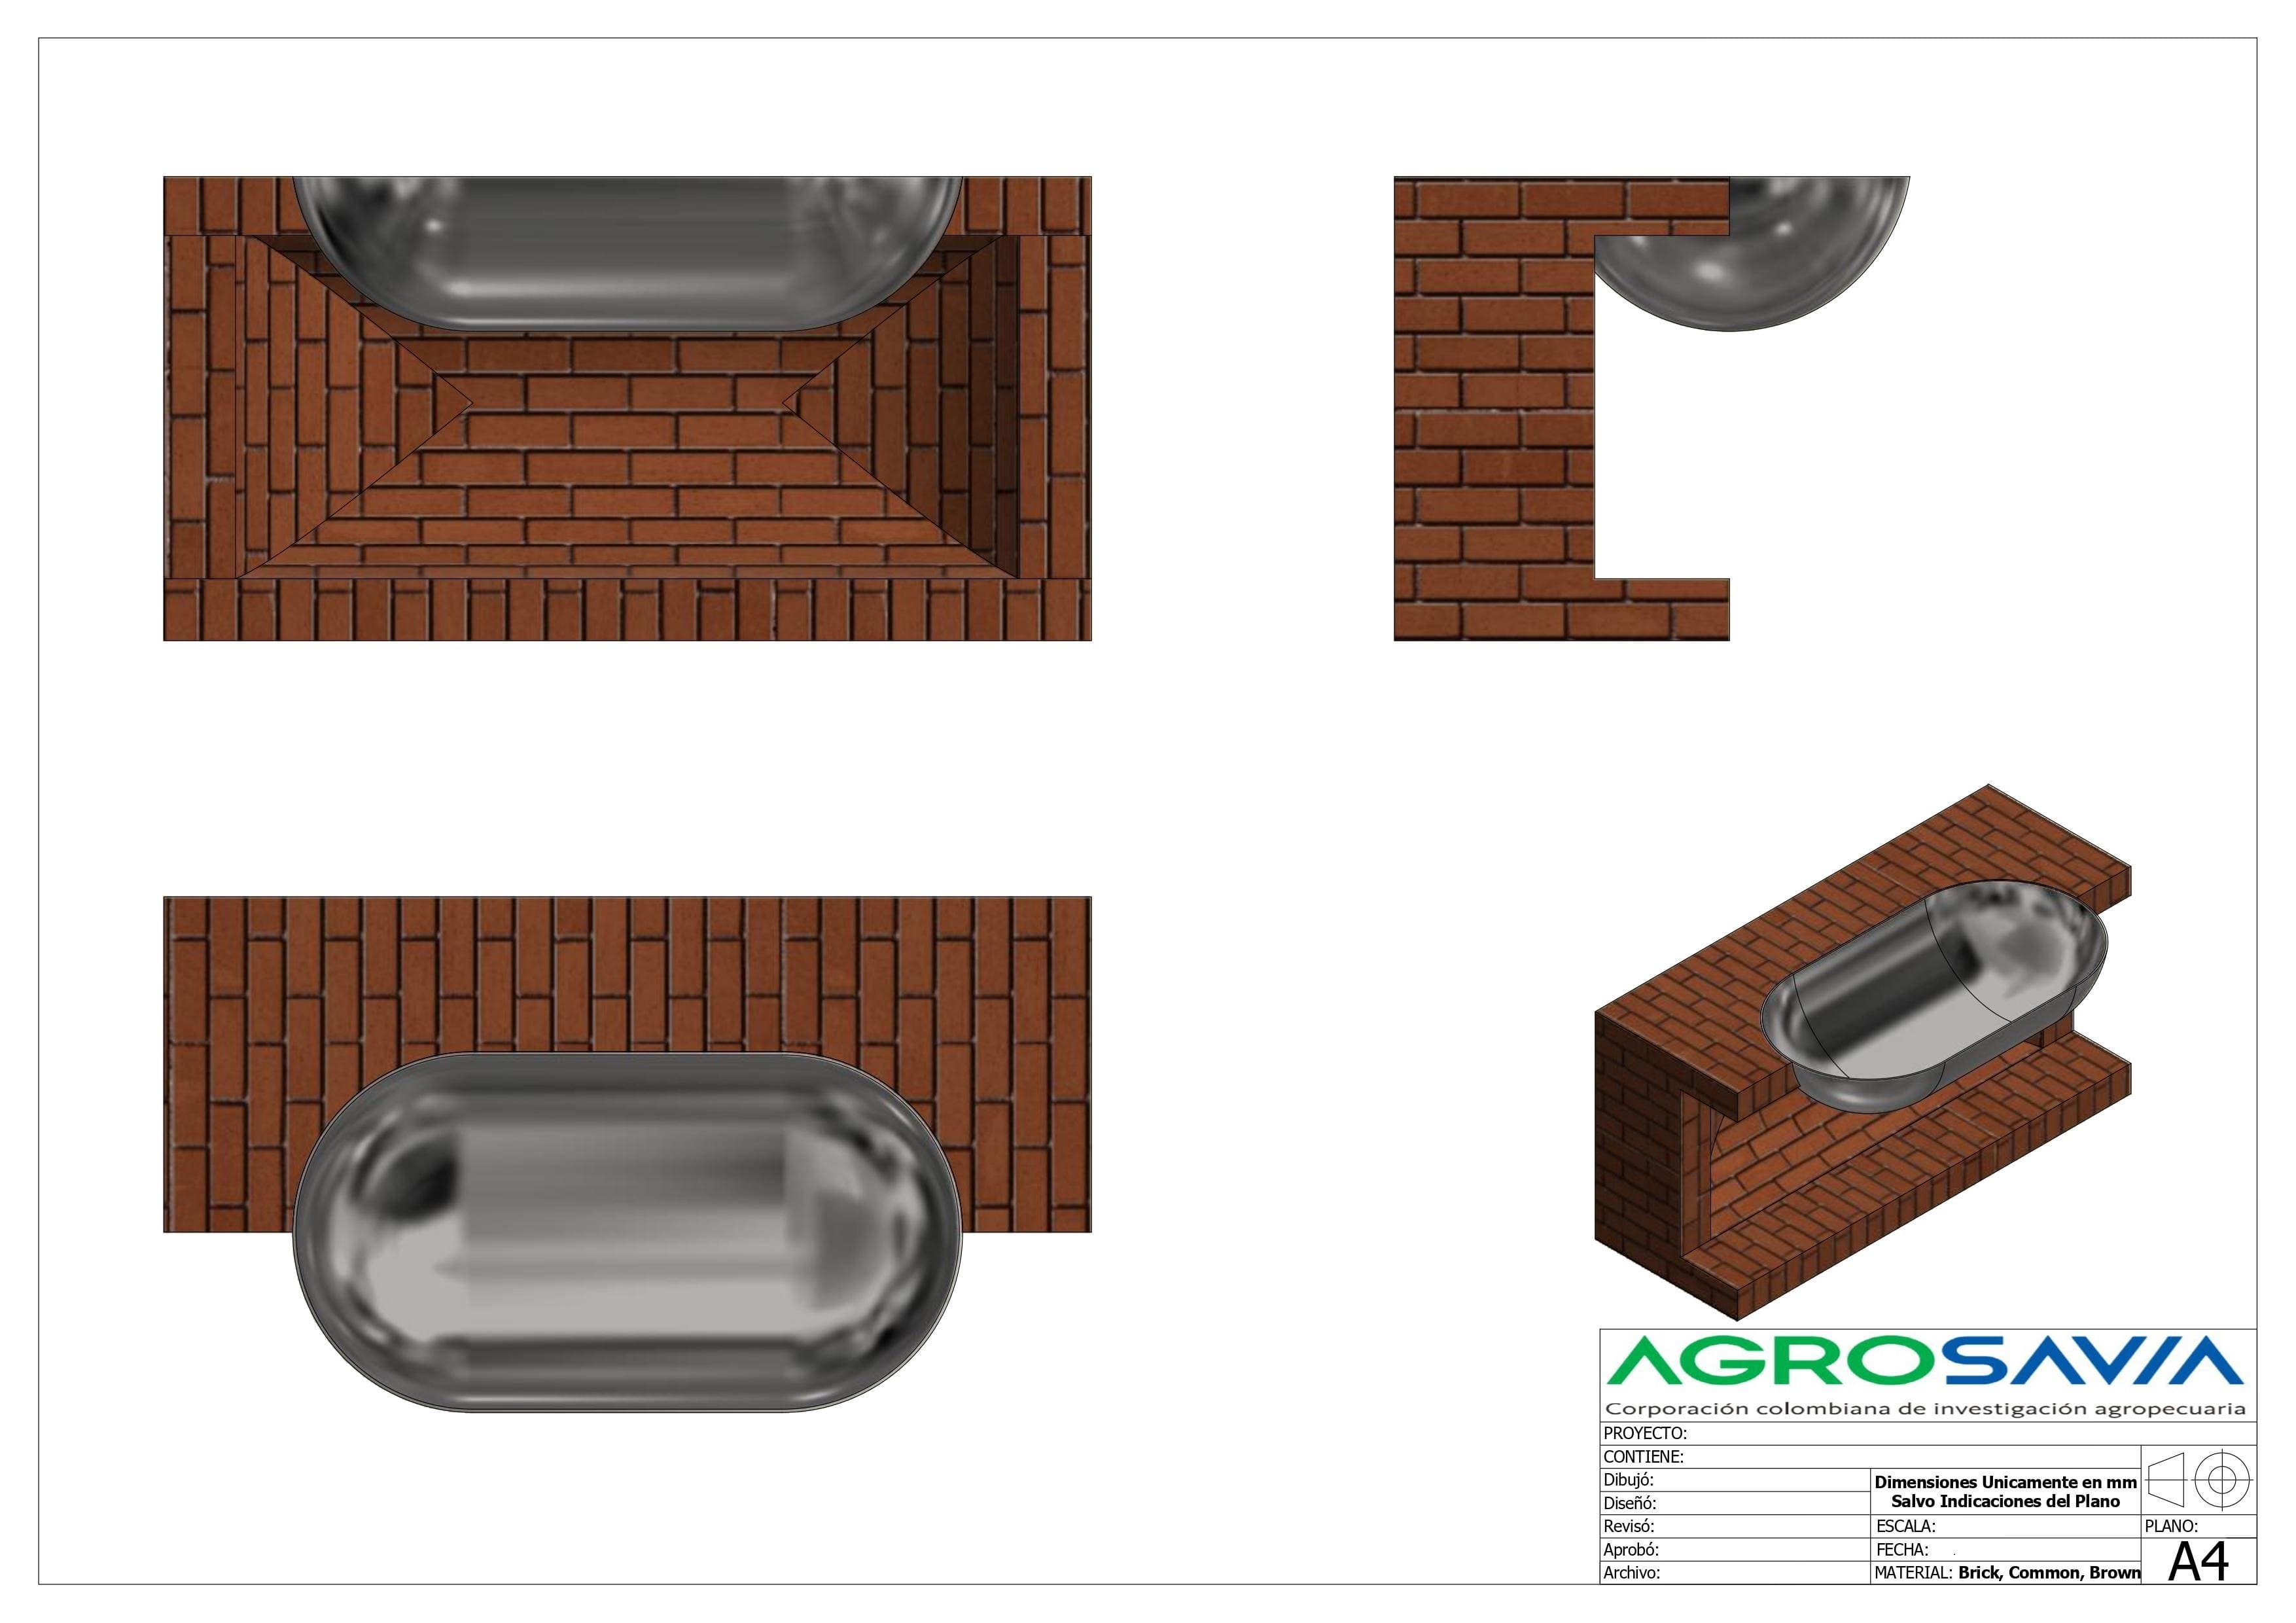 AGROSAVIA
Corporación colombiana de investigación agropecuaria
PROYECTO:
CONTIENE:
Dibujó:
Dimensiones Unicamente en mm
Salvo Indicaciones del Plano
Diseñó:
Revisó:
ESCALA:
PLANO:
Aprobó:
FECHA:
A4
Archivo:
MATERIAL: Brick, Common, Brown